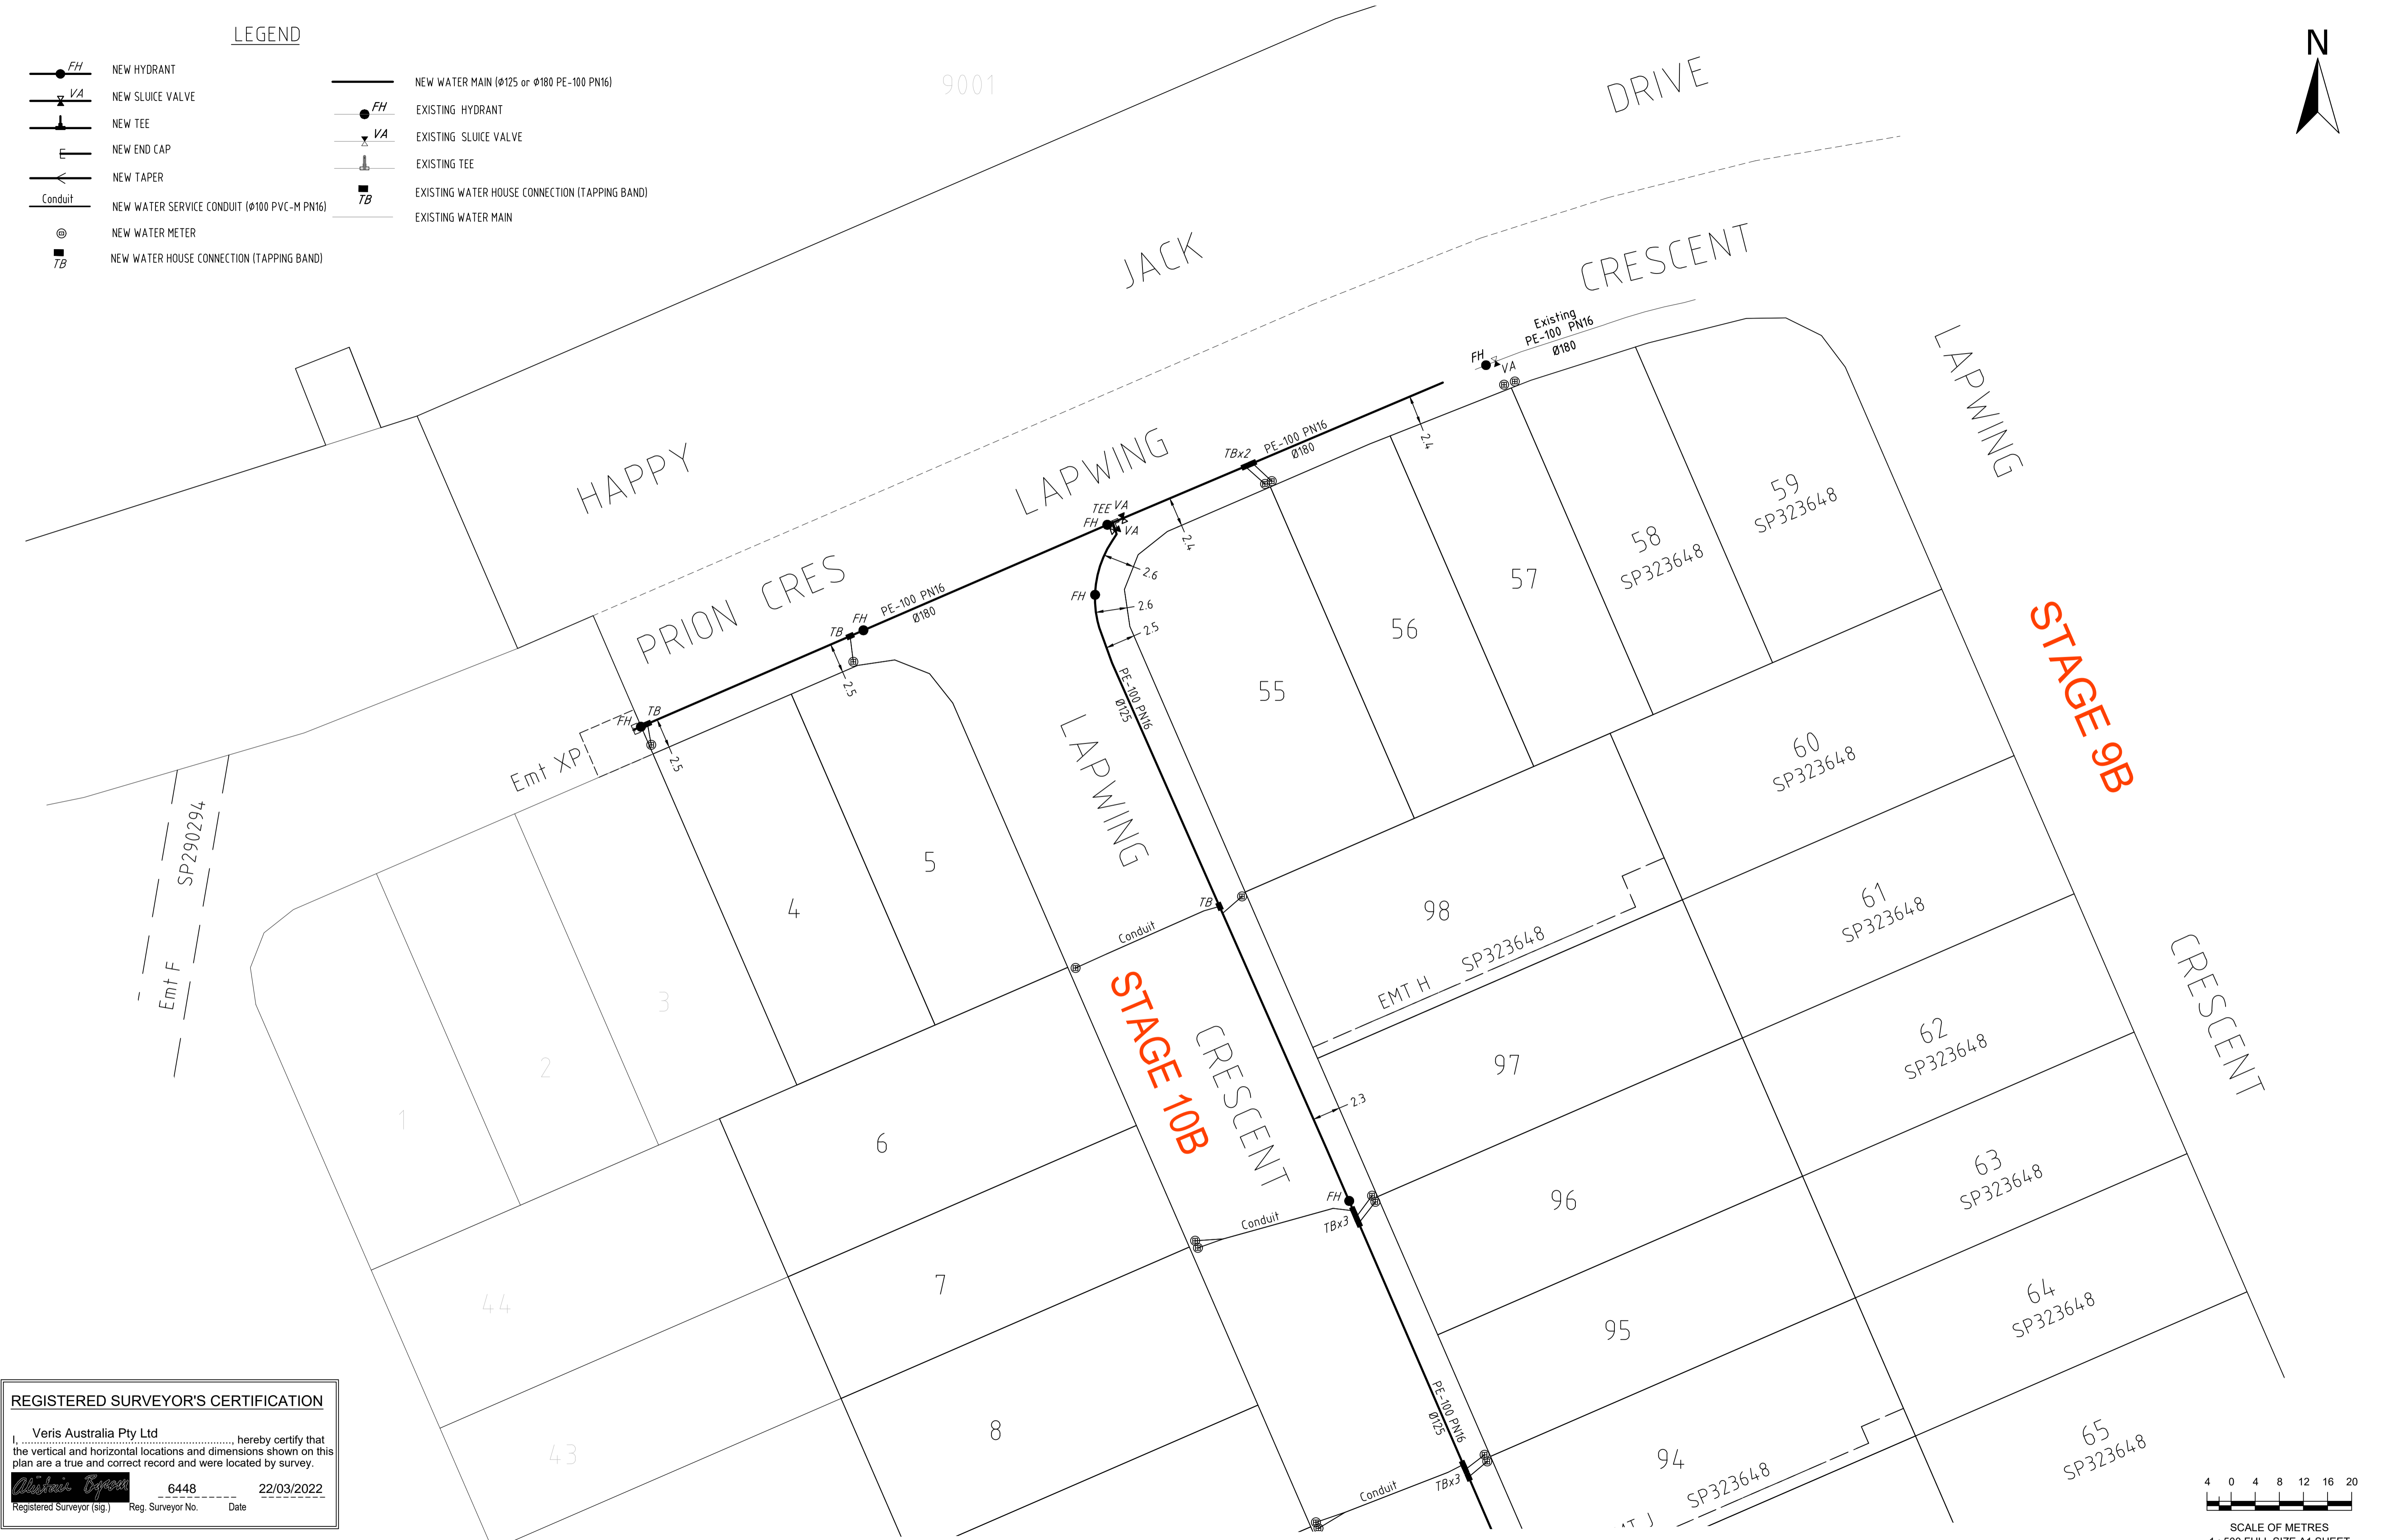 LEGEND
FH NEW HYDRANT
VA NEW SLUICE VALVE
NEW TEE
E NEW END CAP
NEW TAPER
Conduit NEW WATER SERVICE CONDUIT (Ø100 PVC-M PN16)
NEW WATER METER
TB NEW WATER HOUSE CONNECTION (TAPPING BAND)
NEW WATER MAIN (Ø125 or Ø180 PE-100 PN16)
FH EXISTING HYDRANT
VA EXISTING SLUICE VALVE
EXISTING TEE
TB EXISTING WATER HOUSE CONNECTION (TAPPING BAND)
EXISTING WATER MAIN
N
9001
HAPPY JACK DRIVE
PRION CRES
LAPWING CRESCENT
LAPWING CRESCENT
LAPWING CRESCENT
STAGE 9B
STAGE 10B
Existing
PE-100 PN16
Ø180
FH
VA
2.4
PE-100 PN16
Ø180
TBx2
TEE VA
FH
VA
2.4
2.6
FH
2.6
2.5
PE-100 PN16
Ø125
PE-100 PN16
Ø180
FH
TB
2.5
TB
FH
2.5
Emt XP
SP290294
Emt F
59
SP323648
58
SP323648
57
56
55
60
SP323648
61
SP323648
62
SP323648
63
SP323648
64
SP323648
65
SP323648
98
EMT H SP323648
97
96
95
94
SP323648
1
2
3
4
5
6
7
8
44
43
TB
Conduit
2.3
FH
TBx3
Conduit
PE-100 PN16
Ø125
TBx3
Conduit
REGISTERED SURVEYOR'S CERTIFICATION
I, Veris Australia Pty Ltd, hereby certify that
the vertical and horizontal locations and dimensions shown on this
plan are a true and correct record and were located by survey.
Alistair Byrom 6448 22/03/2022
Registered Surveyor (sig.) Reg. Surveyor No. Date
4 0 4 8 12 16 20
SCALE OF METRES